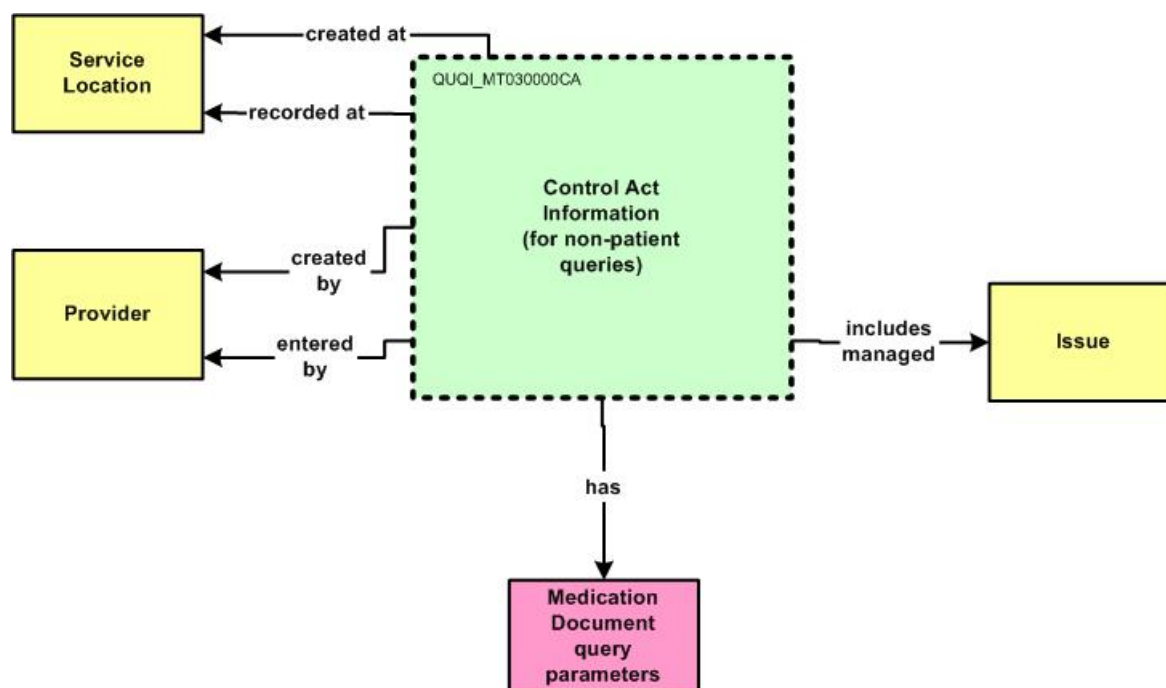 created at
Service
Location
QUQI_MT030000CA
recorded at
Control Act
Information
(for non-patient
queries)
created
by
Provider
entered
by
includes
managed
Issue
has
Medication
Document
query
parameters